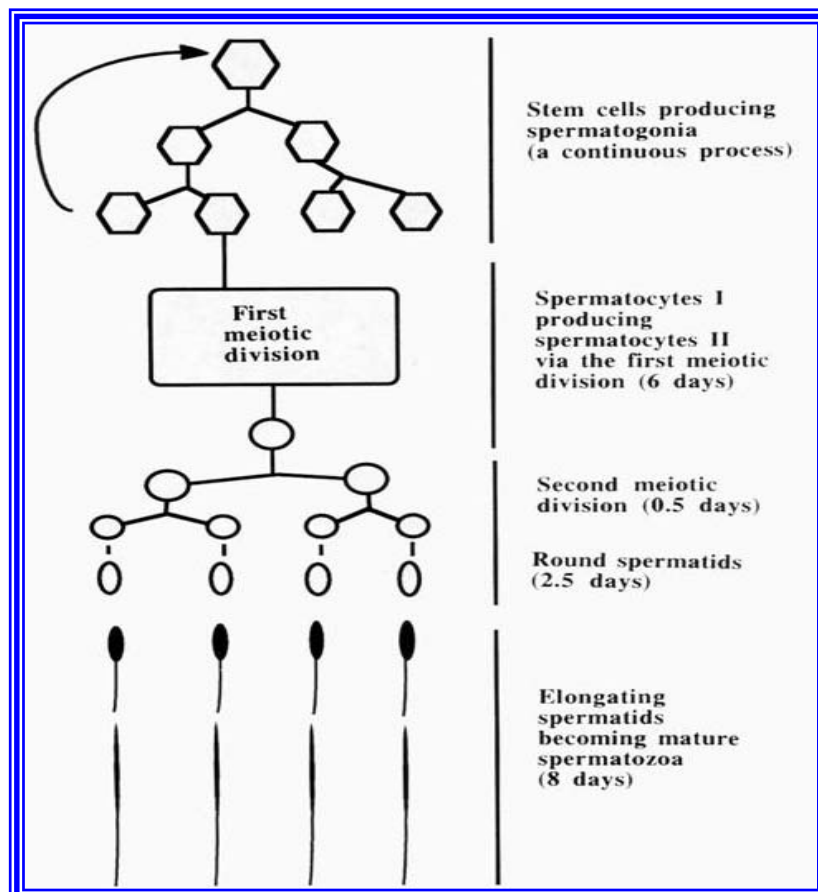 Stem cells producing
spermatogonia
(a continuous process)
First
meiotic
division
Spermatocytes I
producing
spermatocytes II
via the first meiotic
division (6 days)
Second meiotic
division (0.5 days)
Round spermatids
(2.5 days)
Elongating
spermatids
becoming mature
spermatozoa
(8 days)